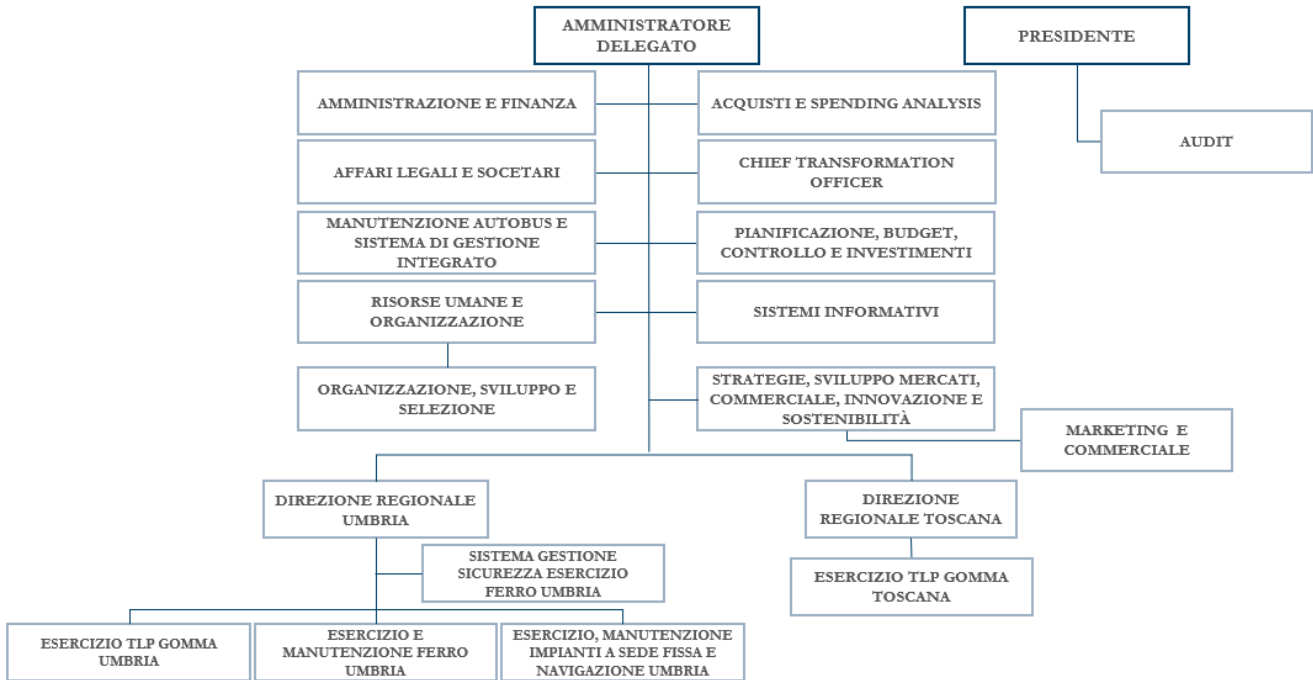 AMMINISTRATORE
DELEGATO
PRESIDENTE
AMMINISTRAZIONE E FINANZA
ACQUISTI E SPENDING ANALYSIS
AUDIT
AFFARI LEGALI E SOCETARI
CHIEF TRANSFORMATION
OFFICER
MANUTENZIONE AUTOBUS E
SISTEMA DI GESTIONE
INTEGRATO
PIANIFICAZIONE, BUDGET,
CONTROLLO E INVESTIMENTI
RISORSE UMANE E
ORGANIZZAZIONE
SISTEMI INFORMATIVI
ORGANIZZAZIONE, SVILUPPO E
SELEZIONE
STRATEGIE, SVILUPPO MERCATI,
COMMERCIALE, INNOVAZIONE E
SOSTENIBILITÀ
MARKETING E
COMMERCIALE
DIREZIONE REGIONALE
UMBRIA
DIREZIONE
REGIONALE TOSCANA
SISTEMA GESTIONE
SICUREZZA ESERCIZIO
FERRO UMBRIA
ESERCIZIO TLP GOMMA
TOSCANA
ESERCIZIO TLP GOMMA
UMBRIA
ESERCIZIO E
MANUTENZIONE FERRO
UMBRIA
ESERCIZIO, MANUTENZIONE
IMPIANTI A SEDE FISSA E
NAVIGAZIONE UMBRIA